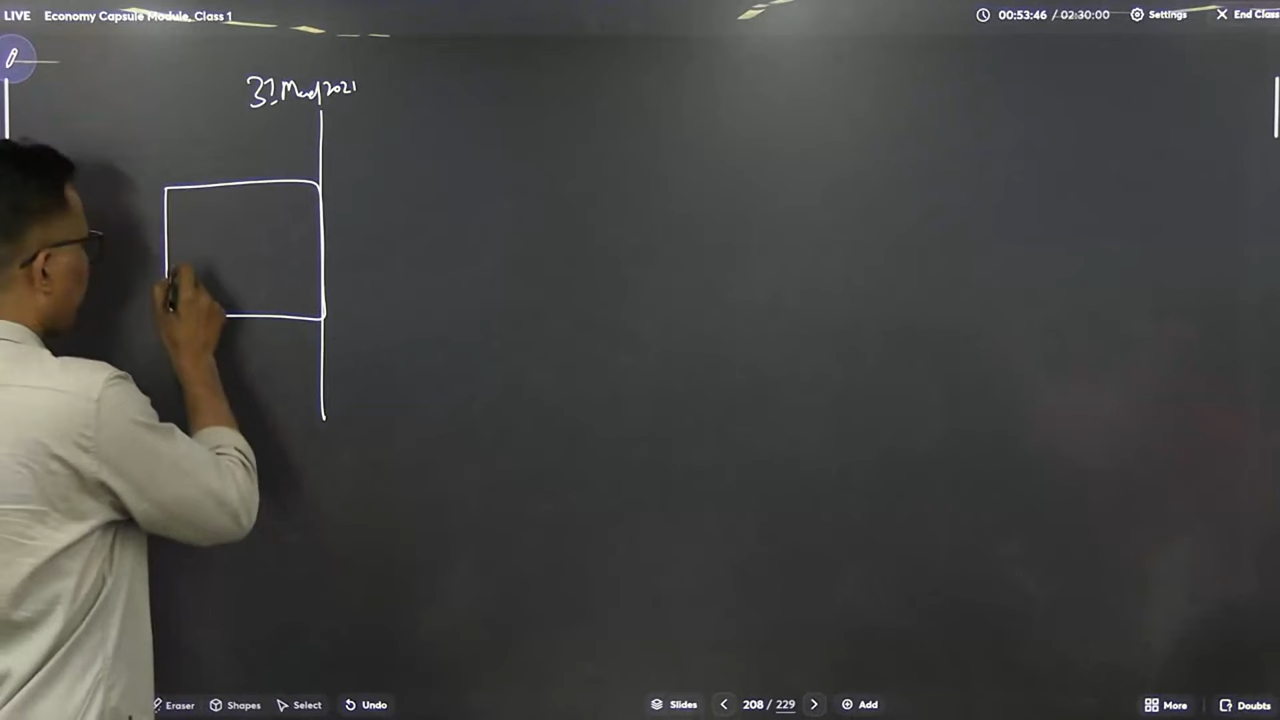 LIVE Economy Capsule Module, Class 1
00:53:46 / 02:30:00 Settings End Class
31 March 2021
Eraser Shapes Select Undo
Slides 208 / 229 Add
More Doubts